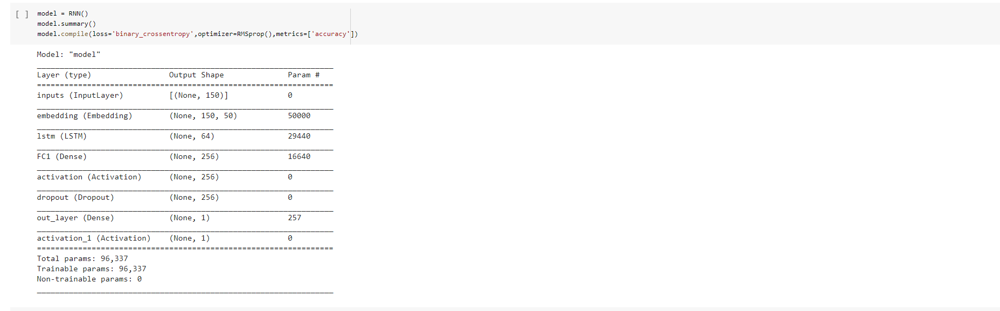 [ ] model = RNN()
model.summary()
model.compile(loss='binary_crossentropy',optimizer=RMSprop(),metrics=['accuracy'])
Model: "model"
_________________________________________________________________
Layer (type) Output Shape Param #
=================================================================
inputs (InputLayer) [(None, 150)] 0
_________________________________________________________________
embedding (Embedding) (None, 150, 50) 50000
_________________________________________________________________
lstm (LSTM) (None, 64) 29440
_________________________________________________________________
FC1 (Dense) (None, 256) 16640
_________________________________________________________________
activation (Activation) (None, 256) 0
_________________________________________________________________
dropout (Dropout) (None, 256) 0
_________________________________________________________________
out_layer (Dense) (None, 1) 257
_________________________________________________________________
activation_1 (Activation) (None, 1) 0
=================================================================
Total params: 96,337
Trainable params: 96,337
Non-trainable params: 0
_________________________________________________________________